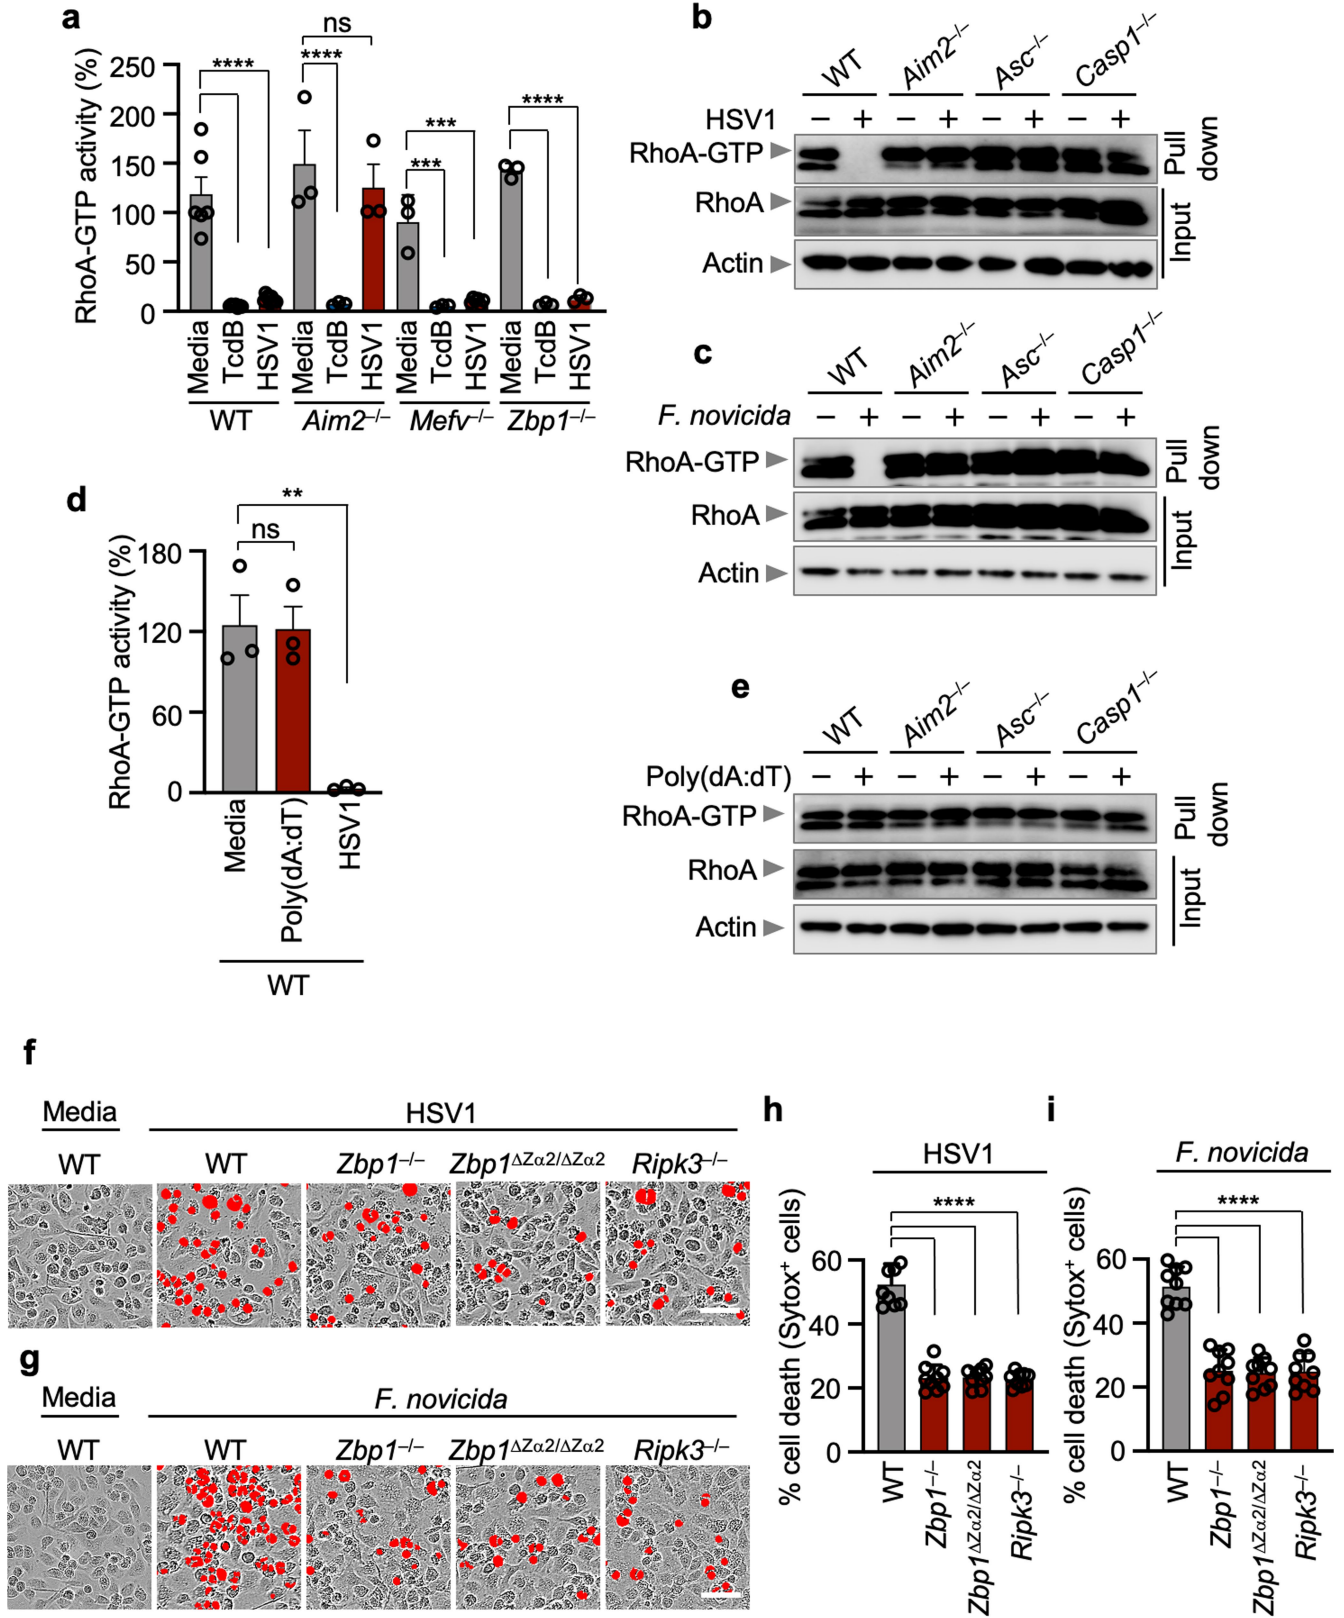 a
RhoA-GTP activity (%)
250
200
150
100
50
0
****
****
ns
***
***
****
Media
TcdB
HSV1
Media
TcdB
HSV1
Media
TcdB
HSV1
Media
TcdB
HSV1
WT
Aim2–/–
Mefv–/–
Zbp1–/–
b
WT
Aim2–/–
Asc–/–
Casp1–/–
HSV1 – + – + – + – +
RhoA-GTP
RhoA
Actin
Pull down
Input
c
WT
Aim2–/–
Asc–/–
Casp1–/–
F. novicida – + – + – + – +
RhoA-GTP
RhoA
Actin
Pull down
Input
d
RhoA-GTP activity (%)
180
120
60
0
**
ns
Media
Poly(dA:dT)
HSV1
WT
e
WT
Aim2–/–
Asc–/–
Casp1–/–
Poly(dA:dT) – + – + – + – +
RhoA-GTP
RhoA
Actin
Pull down
Input
f
Media
HSV1
WT
WT
Zbp1–/–
Zbp1ΔZα2/ΔZα2
Ripk3–/–
g
Media
F. novicida
WT
WT
Zbp1–/–
Zbp1ΔZα2/ΔZα2
Ripk3–/–
h
HSV1
% cell death (Sytox+ cells)
60
40
20
0
****
WT
Zbp1–/–
Zbp1ΔZα2/ΔZα2
Ripk3–/–
i
F. novicida
% cell death (Sytox+ cells)
60
40
20
0
****
WT
Zbp1–/–
Zbp1ΔZα2/ΔZα2
Ripk3–/–